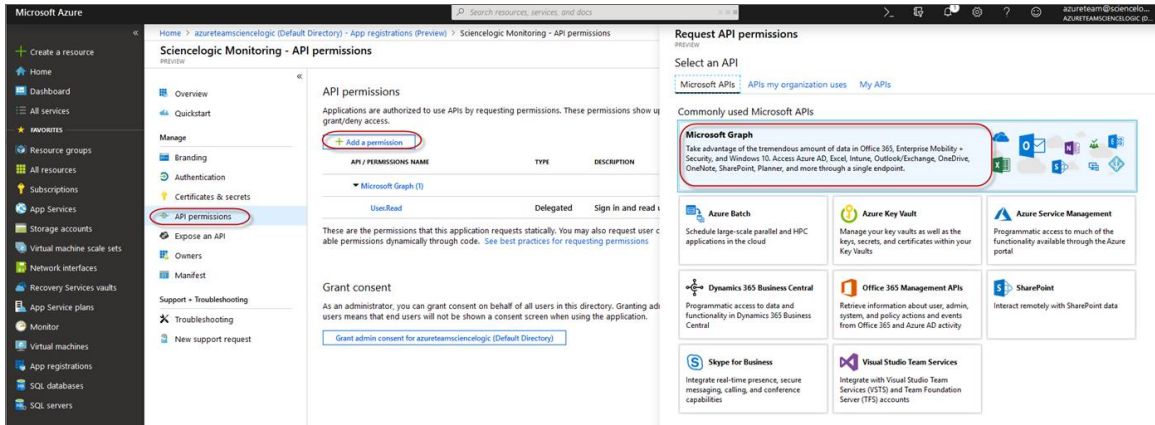 Microsoft Azure
Search resources, services, and docs
azureteam@sciencelo...
AZURETEAMSCIENCELOGIC (D...
Create a resource
Home
Dashboard
All services
FAVORITES
Resource groups
All resources
Subscriptions
App Services
Storage accounts
Virtual machine scale sets
Network interfaces
Recovery Services vaults
App Service plans
Monitor
Virtual machines
App registrations
SQL databases
SQL servers
Home > azureteamsciencelogic (Default Directory) - App registrations (Preview) > Sciencelogic Monitoring - API permissions
Sciencelogic Monitoring - API permissions
PREVIEW
Overview
Quickstart
Manage
Branding
Authentication
Certificates & secrets
API permissions
Expose an API
Owners
Manifest
Support + Troubleshooting
Troubleshooting
New support request
API permissions
Applications are authorized to use APIs by requesting permissions. These permissions show up
grant/deny access.
+ Add a permission
API / PERMISSIONS NAME TYPE DESCRIPTION
Microsoft Graph (1)
User.Read Delegated Sign in and read u
These are the permissions that this application requests statically. You may also request user c
able permissions dynamically through code. See best practices for requesting permissions
Grant consent
As an administrator, you can grant consent on behalf of all users in this directory. Granting ad
users means that end users will not be shown a consent screen when using the application.
Grant admin consent for azureteamsciencelogic (Default Directory)
Request API permissions
PREVIEW
Select an API
Microsoft APIs APIs my organization uses My APIs
Commonly used Microsoft APIs
Microsoft Graph
Take advantage of the tremendous amount of data in Office 365, Enterprise Mobility +
Security, and Windows 10. Access Azure AD, Excel, Intune, Outlook/Exchange, OneDrive,
OneNote, SharePoint, Planner, and more through a single endpoint.
Azure Batch
Schedule large-scale parallel and HPC
applications in the cloud
Azure Key Vault
Manage your key vaults as well as the
keys, secrets, and certificates within your
Key Vaults
Azure Service Management
Programmatic access to much of the
functionality available through the Azure
portal
Dynamics 365 Business Central
Programmatic access to data and
functionality in Dynamics 365 Business
Central
Office 365 Management APIs
Retrieve information about user, admin,
system, and policy actions and events
from Office 365 and Azure AD activity
SharePoint
Interact remotely with SharePoint data
Skype for Business
Integrate real-time presence, secure
messaging, calling, and conference
capabilities
Visual Studio Team Services
Integrate with Visual Studio Team
Services (VSTS) and Team Foundation
Server (TFS) accounts